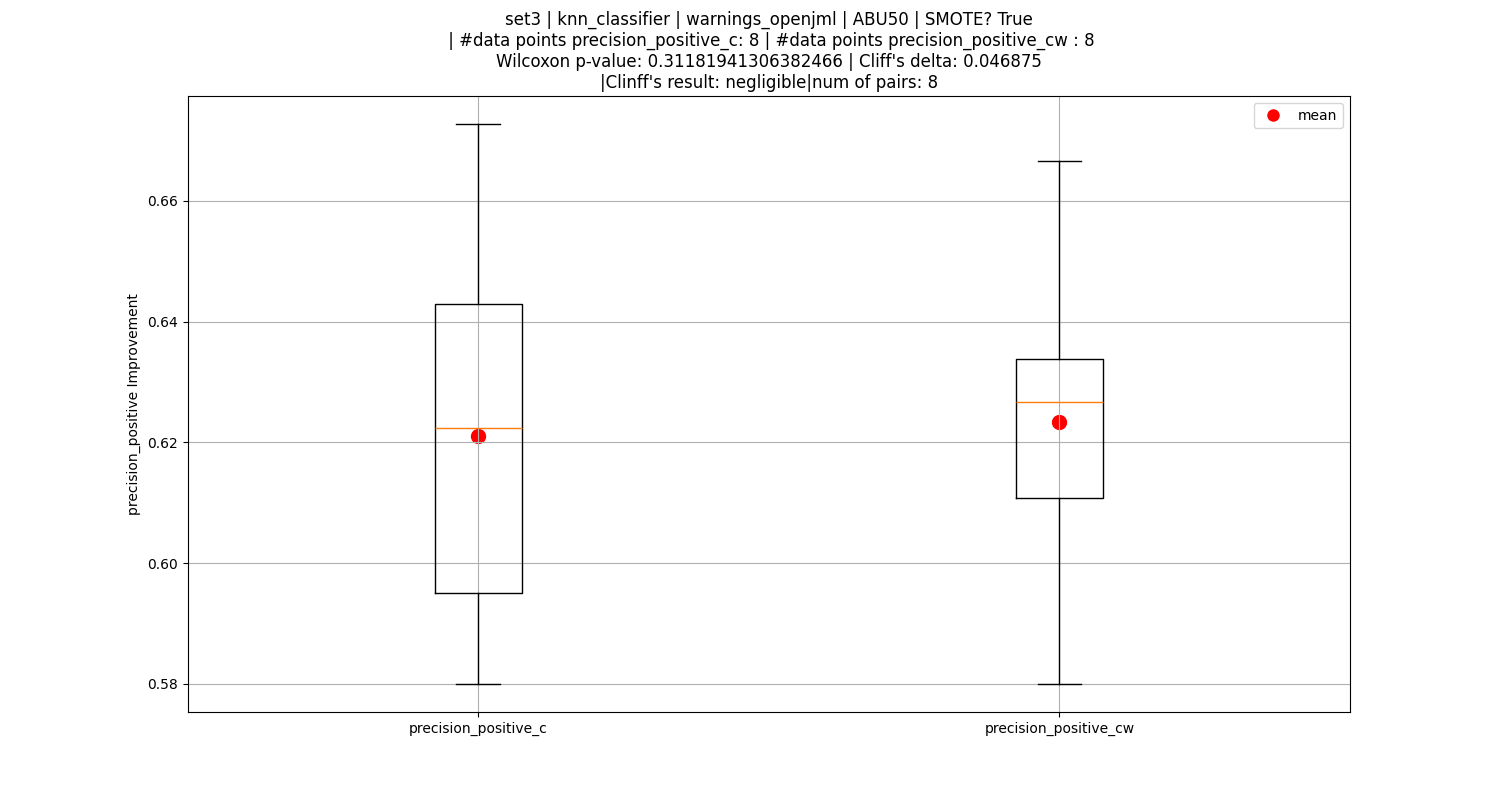 set3 | knn_classifier | warnings_openjml | ABU50 | SMOTE? True
| #data points precision_positive_c: 8 | #data points precision_positive_cw : 8
Wilcoxon p-value: 0.31181941306382466 | Cliff's delta: 0.046875
|Clinff's result: negligible|num of pairs: 8
mean
0.66
0.64
0.62
0.60
0.58
precision_positive Improvement
precision_positive_c
precision_positive_cw